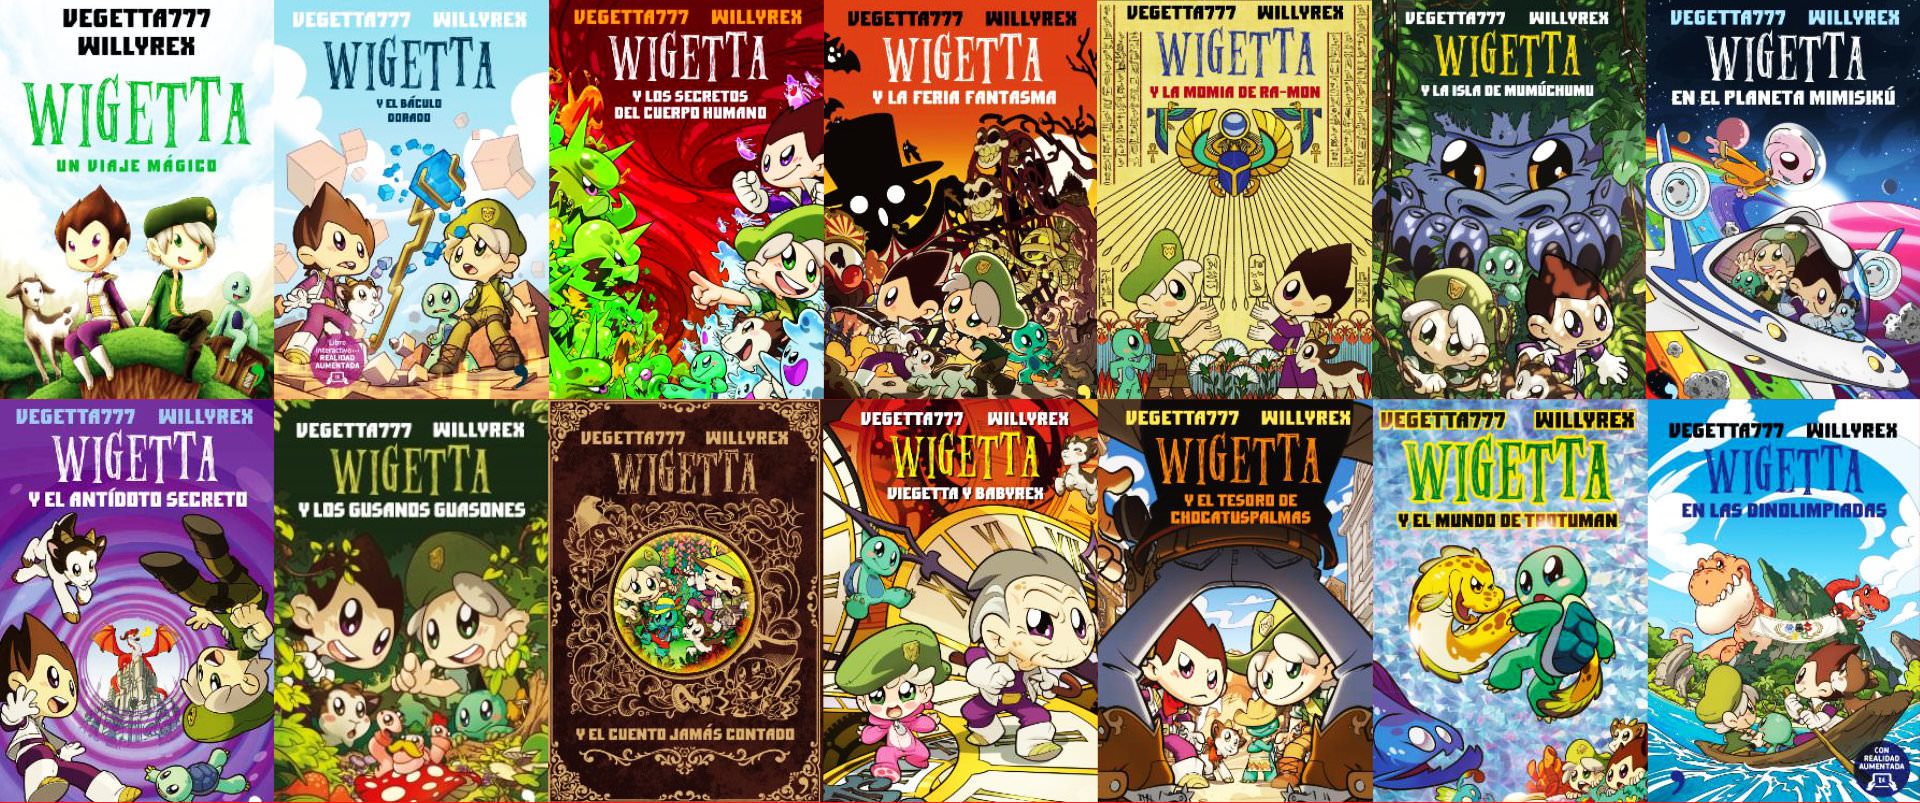 VEGETTA777
WILLYREX
WIGETTA
UN VIAJE MÁGICO
VEGETTA777 WILLYREX
WIGETTA
Y EL BÁCULO
DORADO
Libro
interactivo con
REALIDAD
AUMENTADA
VEGETTA777 WILLYREX
WIGETTA
Y LOS SECRETOS
DEL CUERPO HUMANO
VEGETTA777 WILLYREX
WIGETTA
Y LA FERIA FANTASMA
VEGETTA777 WILLYREX
WIGETTA
Y LA MOMIA DE RA-MON
VEGETTA777 WILLYREX
WIGETTA
Y LA ISLA DE MUMÚCHUMU
VEGETTA777 WILLYREX
WIGETTA
EN EL PLANETA MIMISIKÚ
VEGETTA777 WILLYREX
WIGETTA
Y EL ANTÍDOTO SECRETO
VEGETTA777 WILLYREX
WIGETTA
Y LOS GUSANOS GUASONES
VEGETTA777 WILLYREX
WIGETTA
Y EL CUENTO JAMÁS CONTADO
VEGETTA777 WILLYREX
WIGETTA
VIEGETTA Y BABYREX
VEGETTA777 WILLYREX
WIGETTA
Y EL TESORO DE
CHOCATUSPALMAS
VEGETTA777 WILLYREX
WIGETTA
Y EL MUNDO DE TROTUMAN
VEGETTA777 WILLYREX
WIGETTA
EN LAS DINOLIMPIADAS
CON
REALIDAD
AUMENTADA